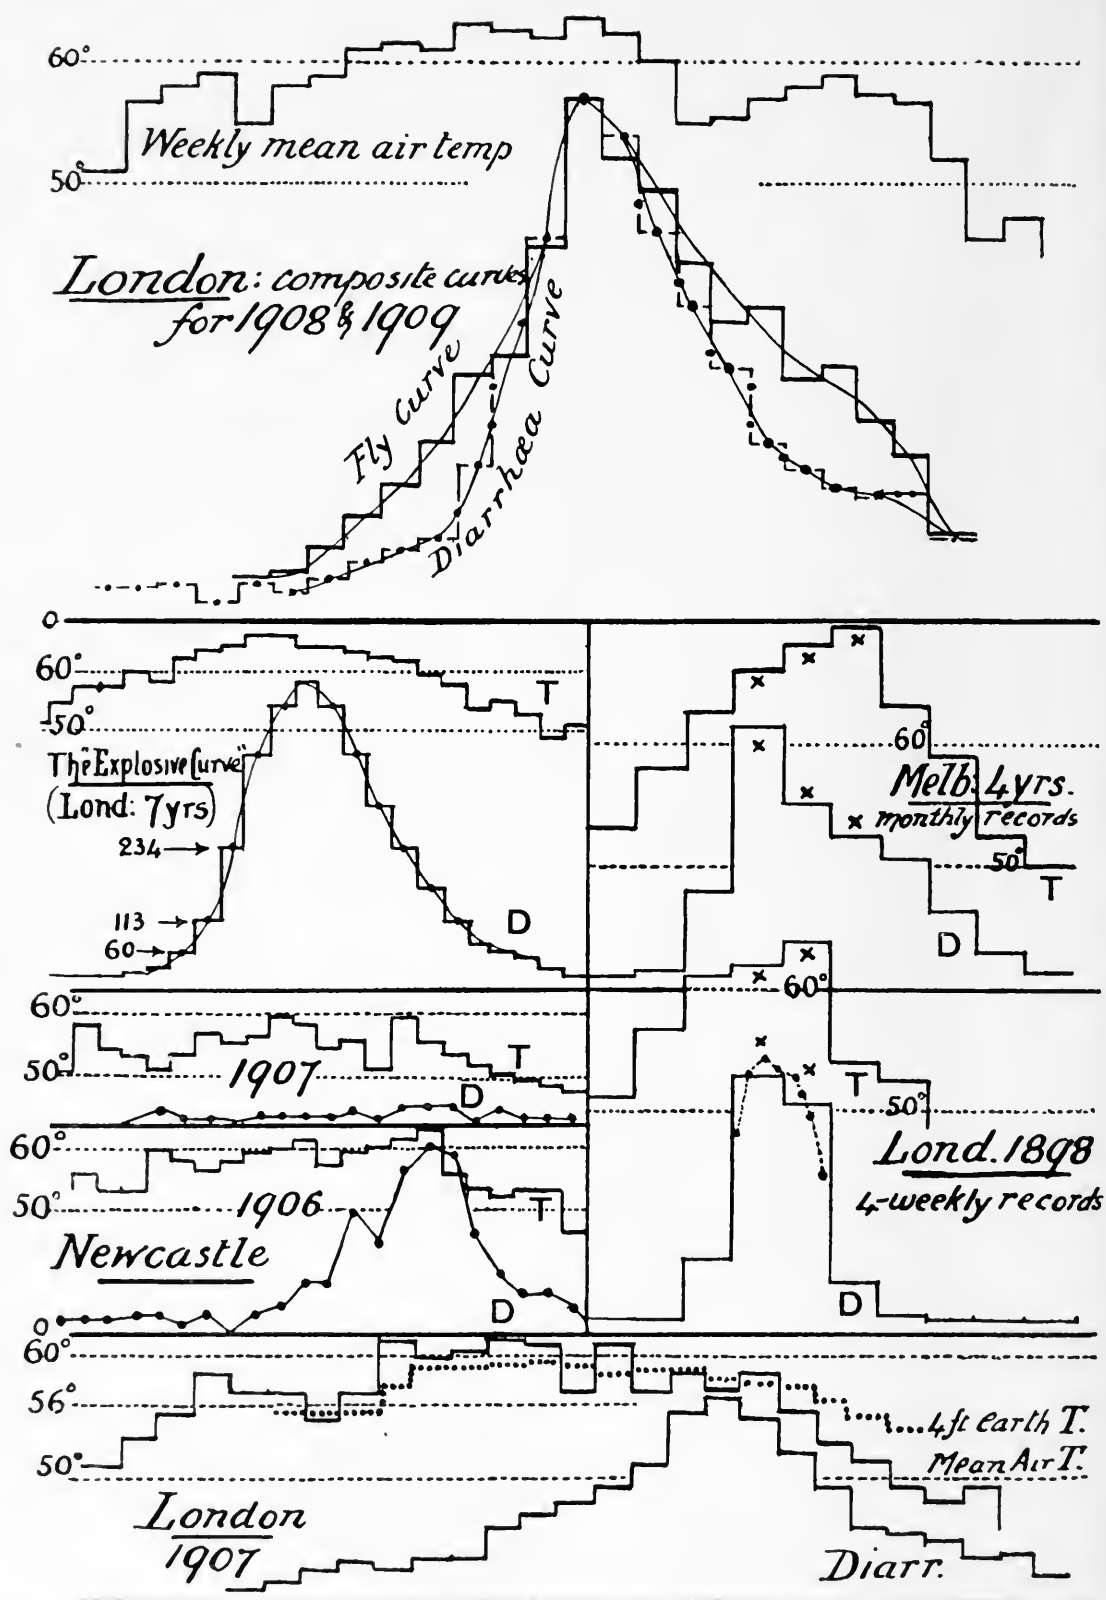 60°
Weekly mean air temp
50°
London: composite curves
for 1908 & 1909
Fly Curve
Diarrhœa Curve
0
60°
T
50°
The "Explosive Curve"
(Lond: 7yrs)
234→
113→
60→
D
60°
Melb: 4yrs.
monthly records
50°
T
D
60°
1907
T
50°
D
60°
T
50°
Lond. 1898
4-weekly records
D
60°
1906
50°
T
Newcastle
D
0
60°
56°
4ft earth T.
Mean Air T.
50°
London
1907
Diarr.